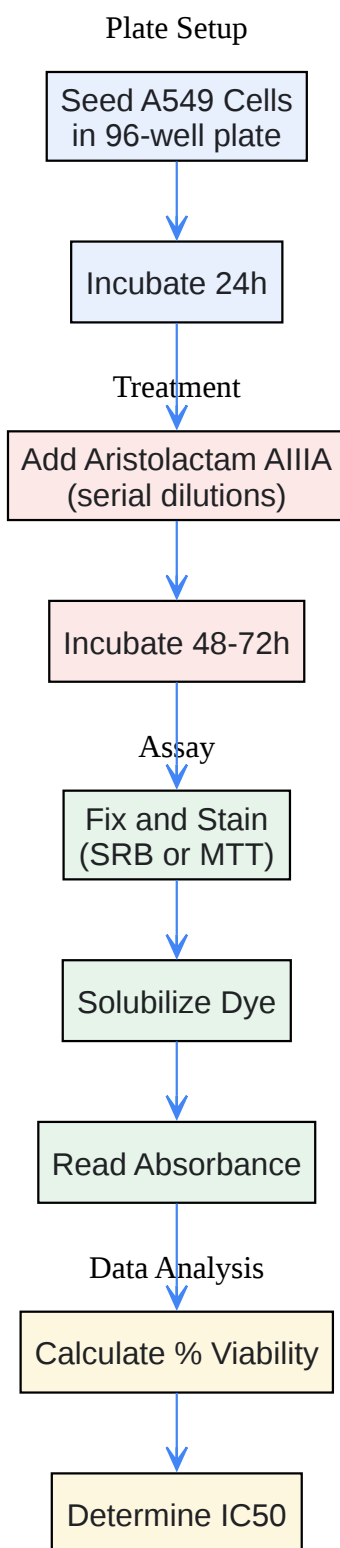 Plate Setup
Seed A549 Cells
in 96-well plate
Incubate 24h
Treatment
Add Aristolactam AIIIA
(serial dilutions)
Incubate 48-72h
Assay
Fix and Stain
(SRB or MTT)
Solubilize Dye
Read Absorbance
Data Analysis
Calculate % Viability
Determine IC50